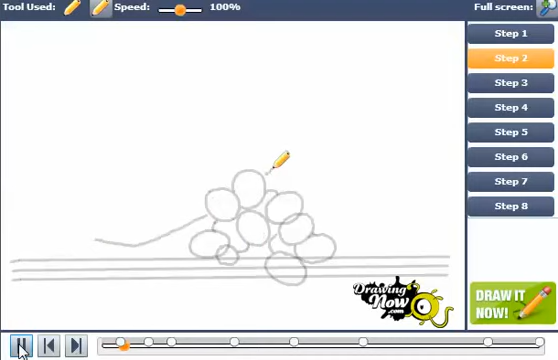 Tool Used: Speed: 100% Full screen:
Step 1
Step 2
Step 3
Step 4
Step 5
Step 6
Step 7
Step 8
Drawing
Now.com
DRAW IT
NOW!